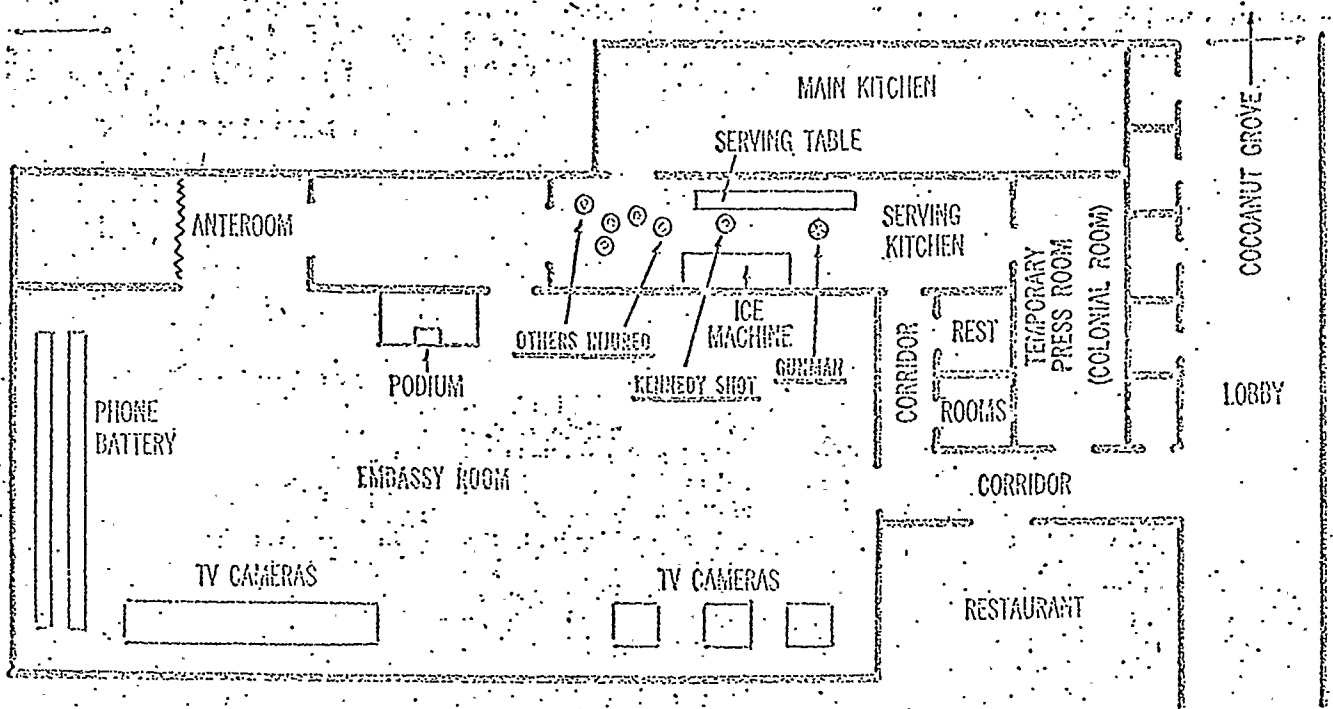 MAIN KITCHEN
SERVING TABLE
ANTEROOM
SERVING
KITCHEN
TEMPORARY
PRESS ROOM
(COLONIAL ROOM)
COCOANUT GROVE
PODIUM
OTHERS INJURED
ICE
MACHINE
KENNEDY SHOT
GUNMAN
CORRIDOR
REST
ROOMS
LOBBY
PHONE
BATTERY
EMBASSY ROOM
CORRIDOR
TV CAMERAS
TV CAMERAS
RESTAURANT